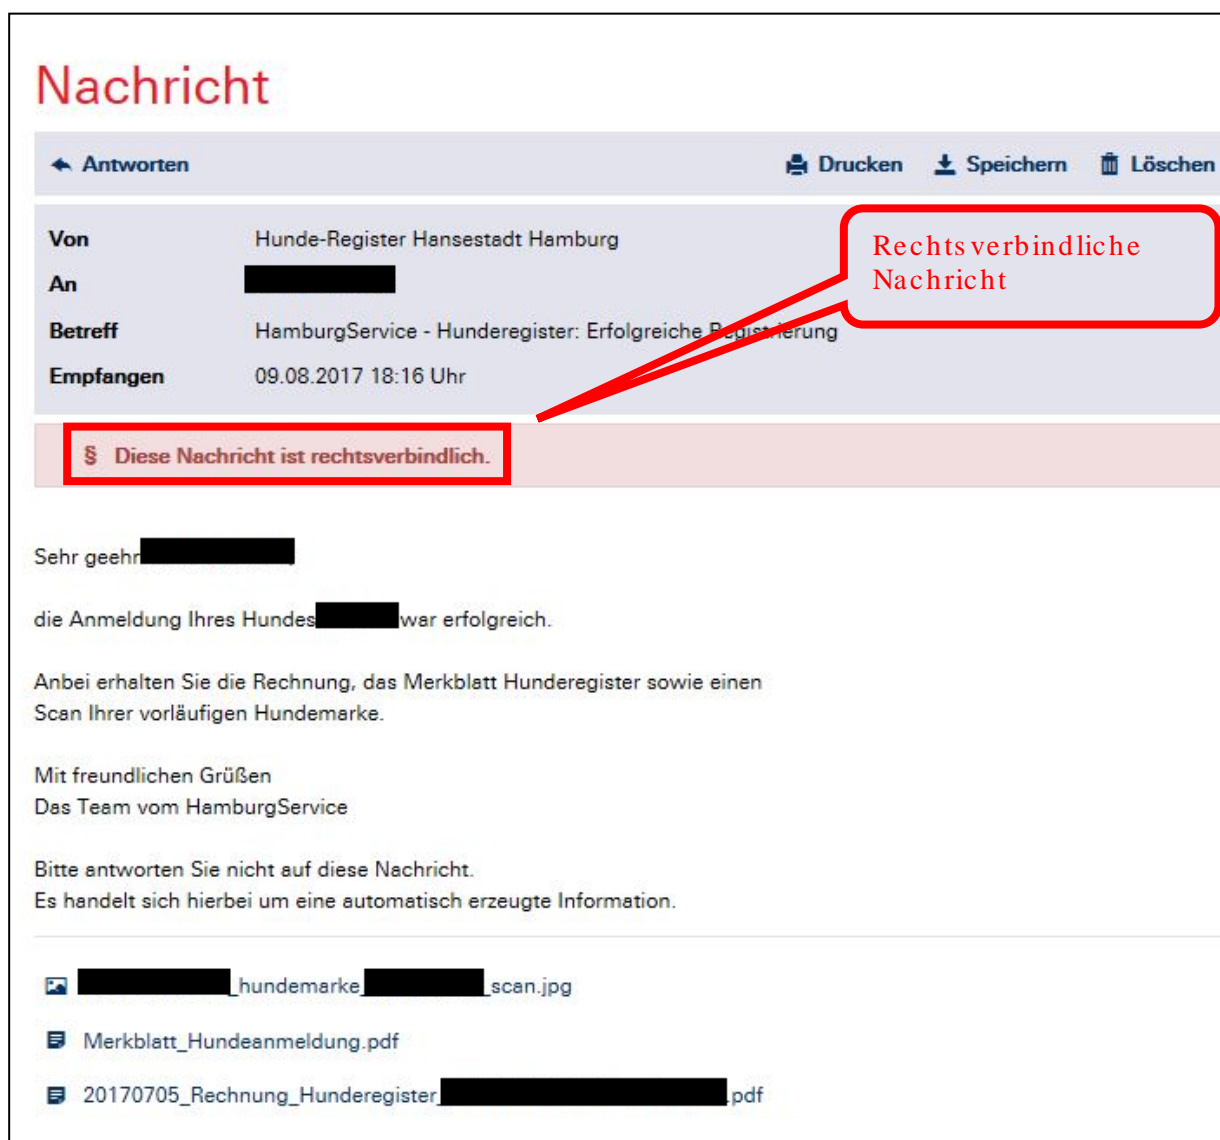 Nachricht
Antworten Drucken Speichern Löschen
Von Hunde-Register Hansestadt Hamburg
Rechtsverbindliche
Nachricht
An
Betreff HamburgService - Hunderegister: Erfolgreiche Registrierung
Empfangen 09.08.2017 18:16 Uhr
§ Diese Nachricht ist rechtsverbindlich.
Sehr geehr
die Anmeldung Ihres Hundes war erfolgreich.
Anbei erhalten Sie die Rechnung, das Merkblatt Hunderegister sowie einen
Scan Ihrer vorläufigen Hundemarke.
Mit freundlichen Grüßen
Das Team vom HamburgService
Bitte antworten Sie nicht auf diese Nachricht.
Es handelt sich hierbei um eine automatisch erzeugte Information.
_hundemarke_ _scan.jpg
Merkblatt_Hundeanmeldung.pdf
20170705_Rechnung_Hunderegister_ .pdf